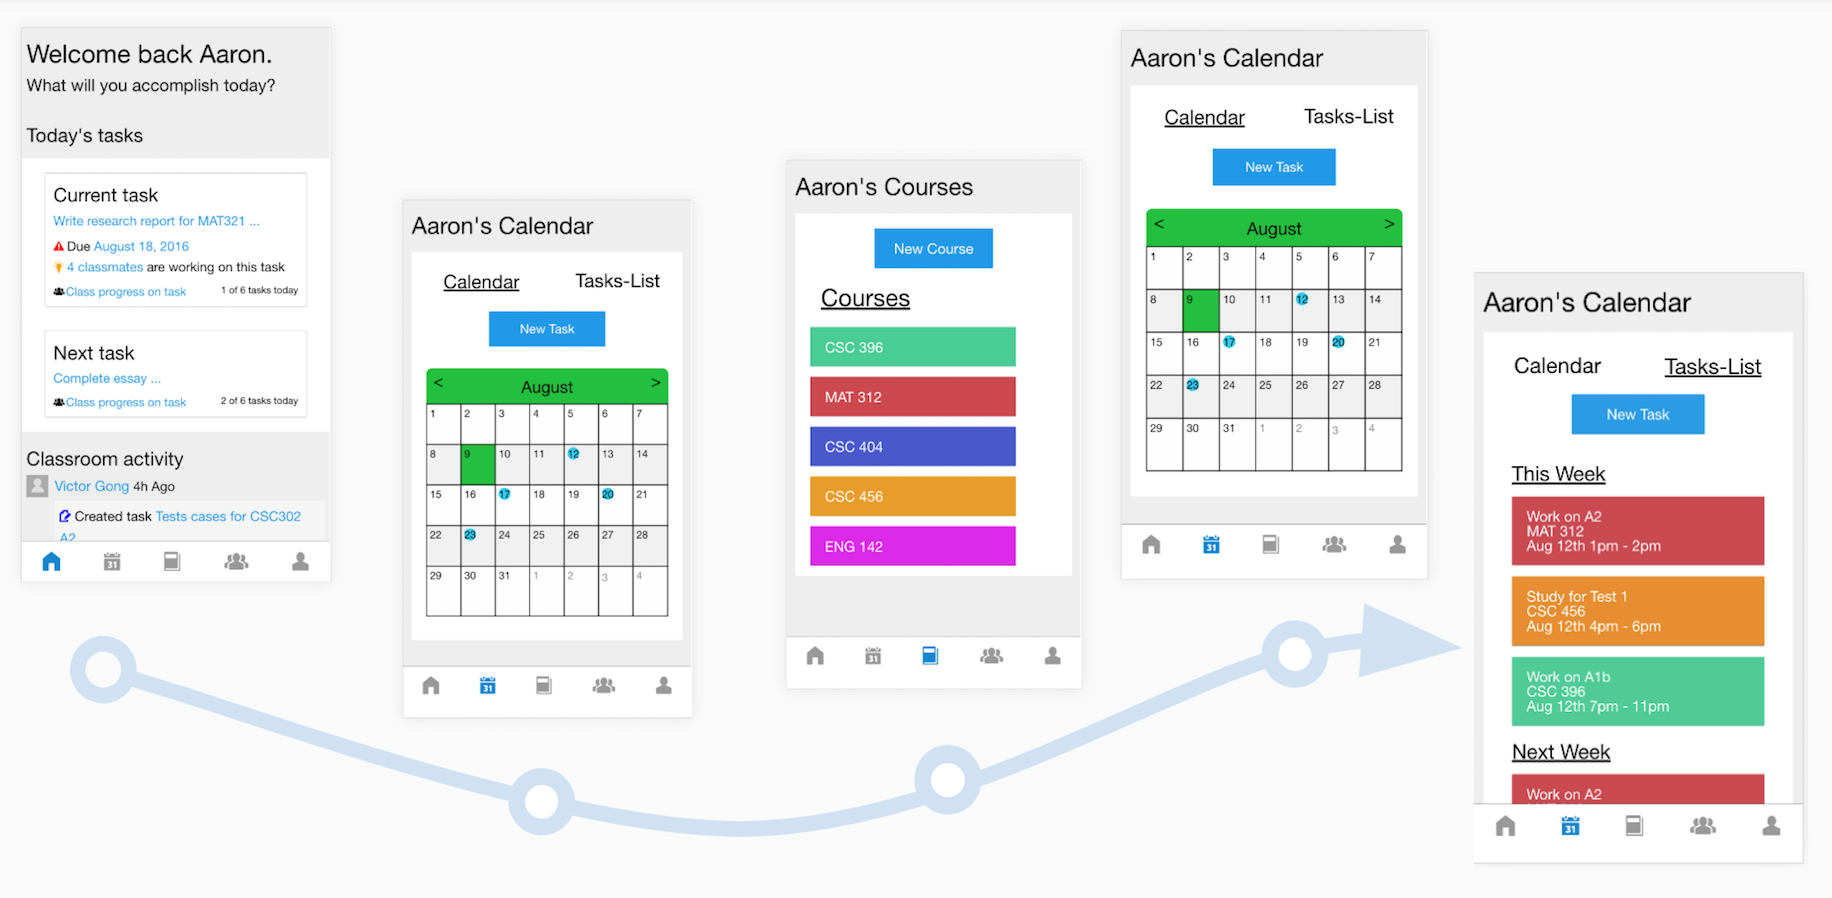 Welcome back Aaron.
What will you accomplish today?
Today's tasks
Current task
Write research report for MAT321 ...
Due August 18, 2016
4 classmates are working on this task
Class progress on task 1 of 6 tasks today
Next task
Complete essay ...
Class progress on task 2 of 6 tasks today
Classroom activity
Victor Gong 4h Ago
Created task Tests cases for CSC302
A2
31
Aaron's Calendar
Calendar Tasks-List
New Task
< August >
1 2 3 4 5 6 7
8 9 10 11 12 13 14
15 16 17 18 19 20 21
22 23 24 25 26 27 28
29 30 31 1 2 3 4
31
Aaron's Courses
New Course
Courses
CSC 396
MAT 312
CSC 404
CSC 456
ENG 142
31
Aaron's Calendar
Calendar Tasks-List
New Task
< August >
1 2 3 4 5 6 7
8 9 10 11 12 13 14
15 16 17 18 19 20 21
22 23 24 25 26 27 28
29 30 31 1 2 3 4
31
Aaron's Calendar
Calendar Tasks-List
New Task
This Week
Work on A2
MAT 312
Aug 12th 1pm - 2pm
Study for Test 1
CSC 456
Aug 12th 4pm - 6pm
Work on A1b
CSC 396
Aug 12th 7pm - 11pm
Next Week
Work on A2
31